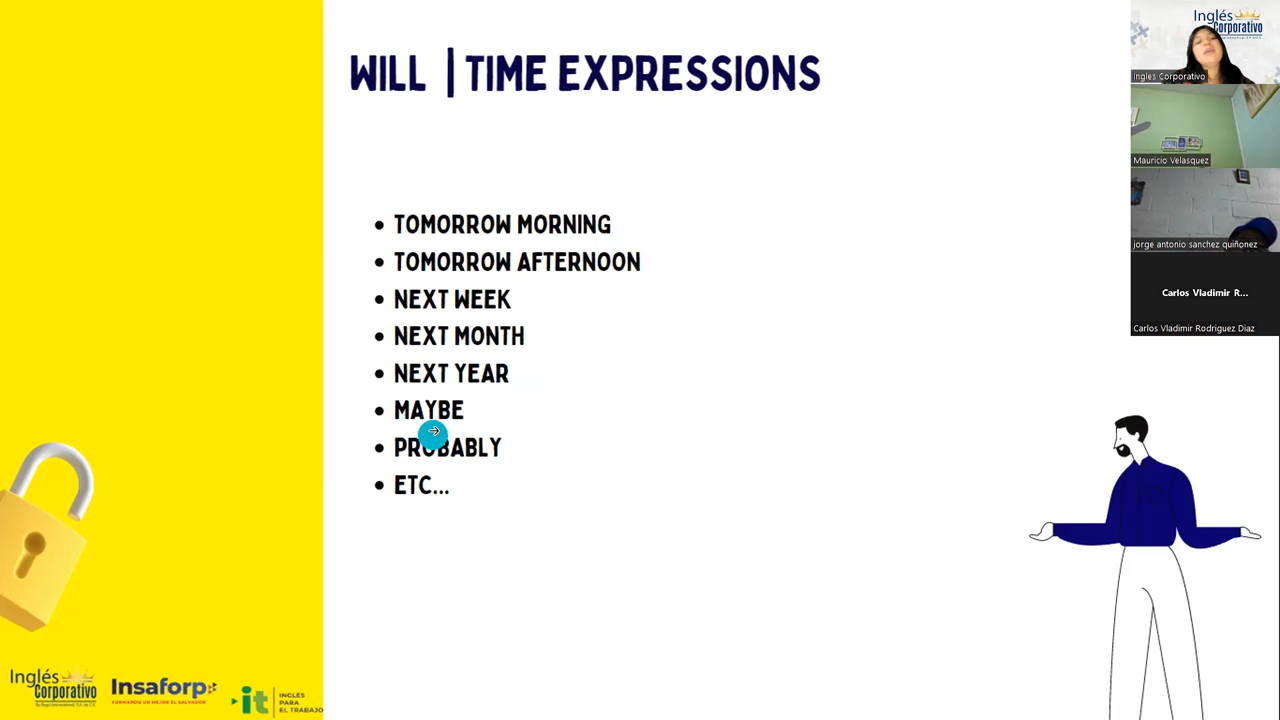 WILL | TIME EXPRESSIONS
• TOMORROW MORNING
• TOMORROW AFTERNOON
• NEXT WEEK
• NEXT MONTH
• NEXT YEAR
• MAYBE
• PROBABLY
• ETC...
Inglés
Corporativo
Ingles Corporativo
Mauricio Velasquez
jorge antonio sanchez quiñonez
Carlos Vladimir R...
Carlos Vladimir Rodriguez Diaz
Inglés
Corporativo
Insaforp
FORMANDO UN MEJOR EL SALVADOR
it
INGLÉS
PARA
EL TRABAJO